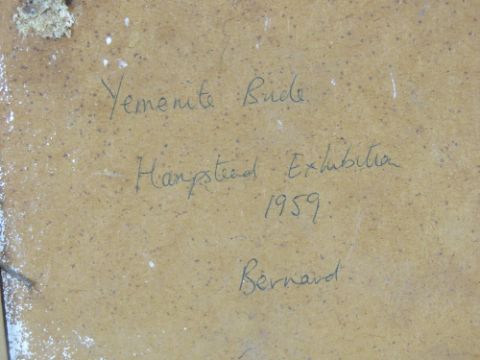 Yemenite Bride
Hampstead Exhibition
1959
Bernard